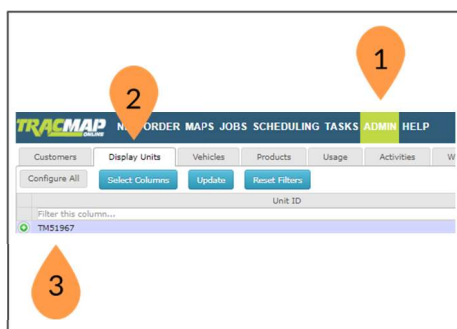 1
2
TRACMAP ONLINE ORDER MAPS JOBS SCHEDULING TASKS ADMIN HELP
Customers Display Units Vehicles Products Usage Activities
Configure All Select Columns Update Reset Filters
Unit ID
Filter this column...
TM51967
3